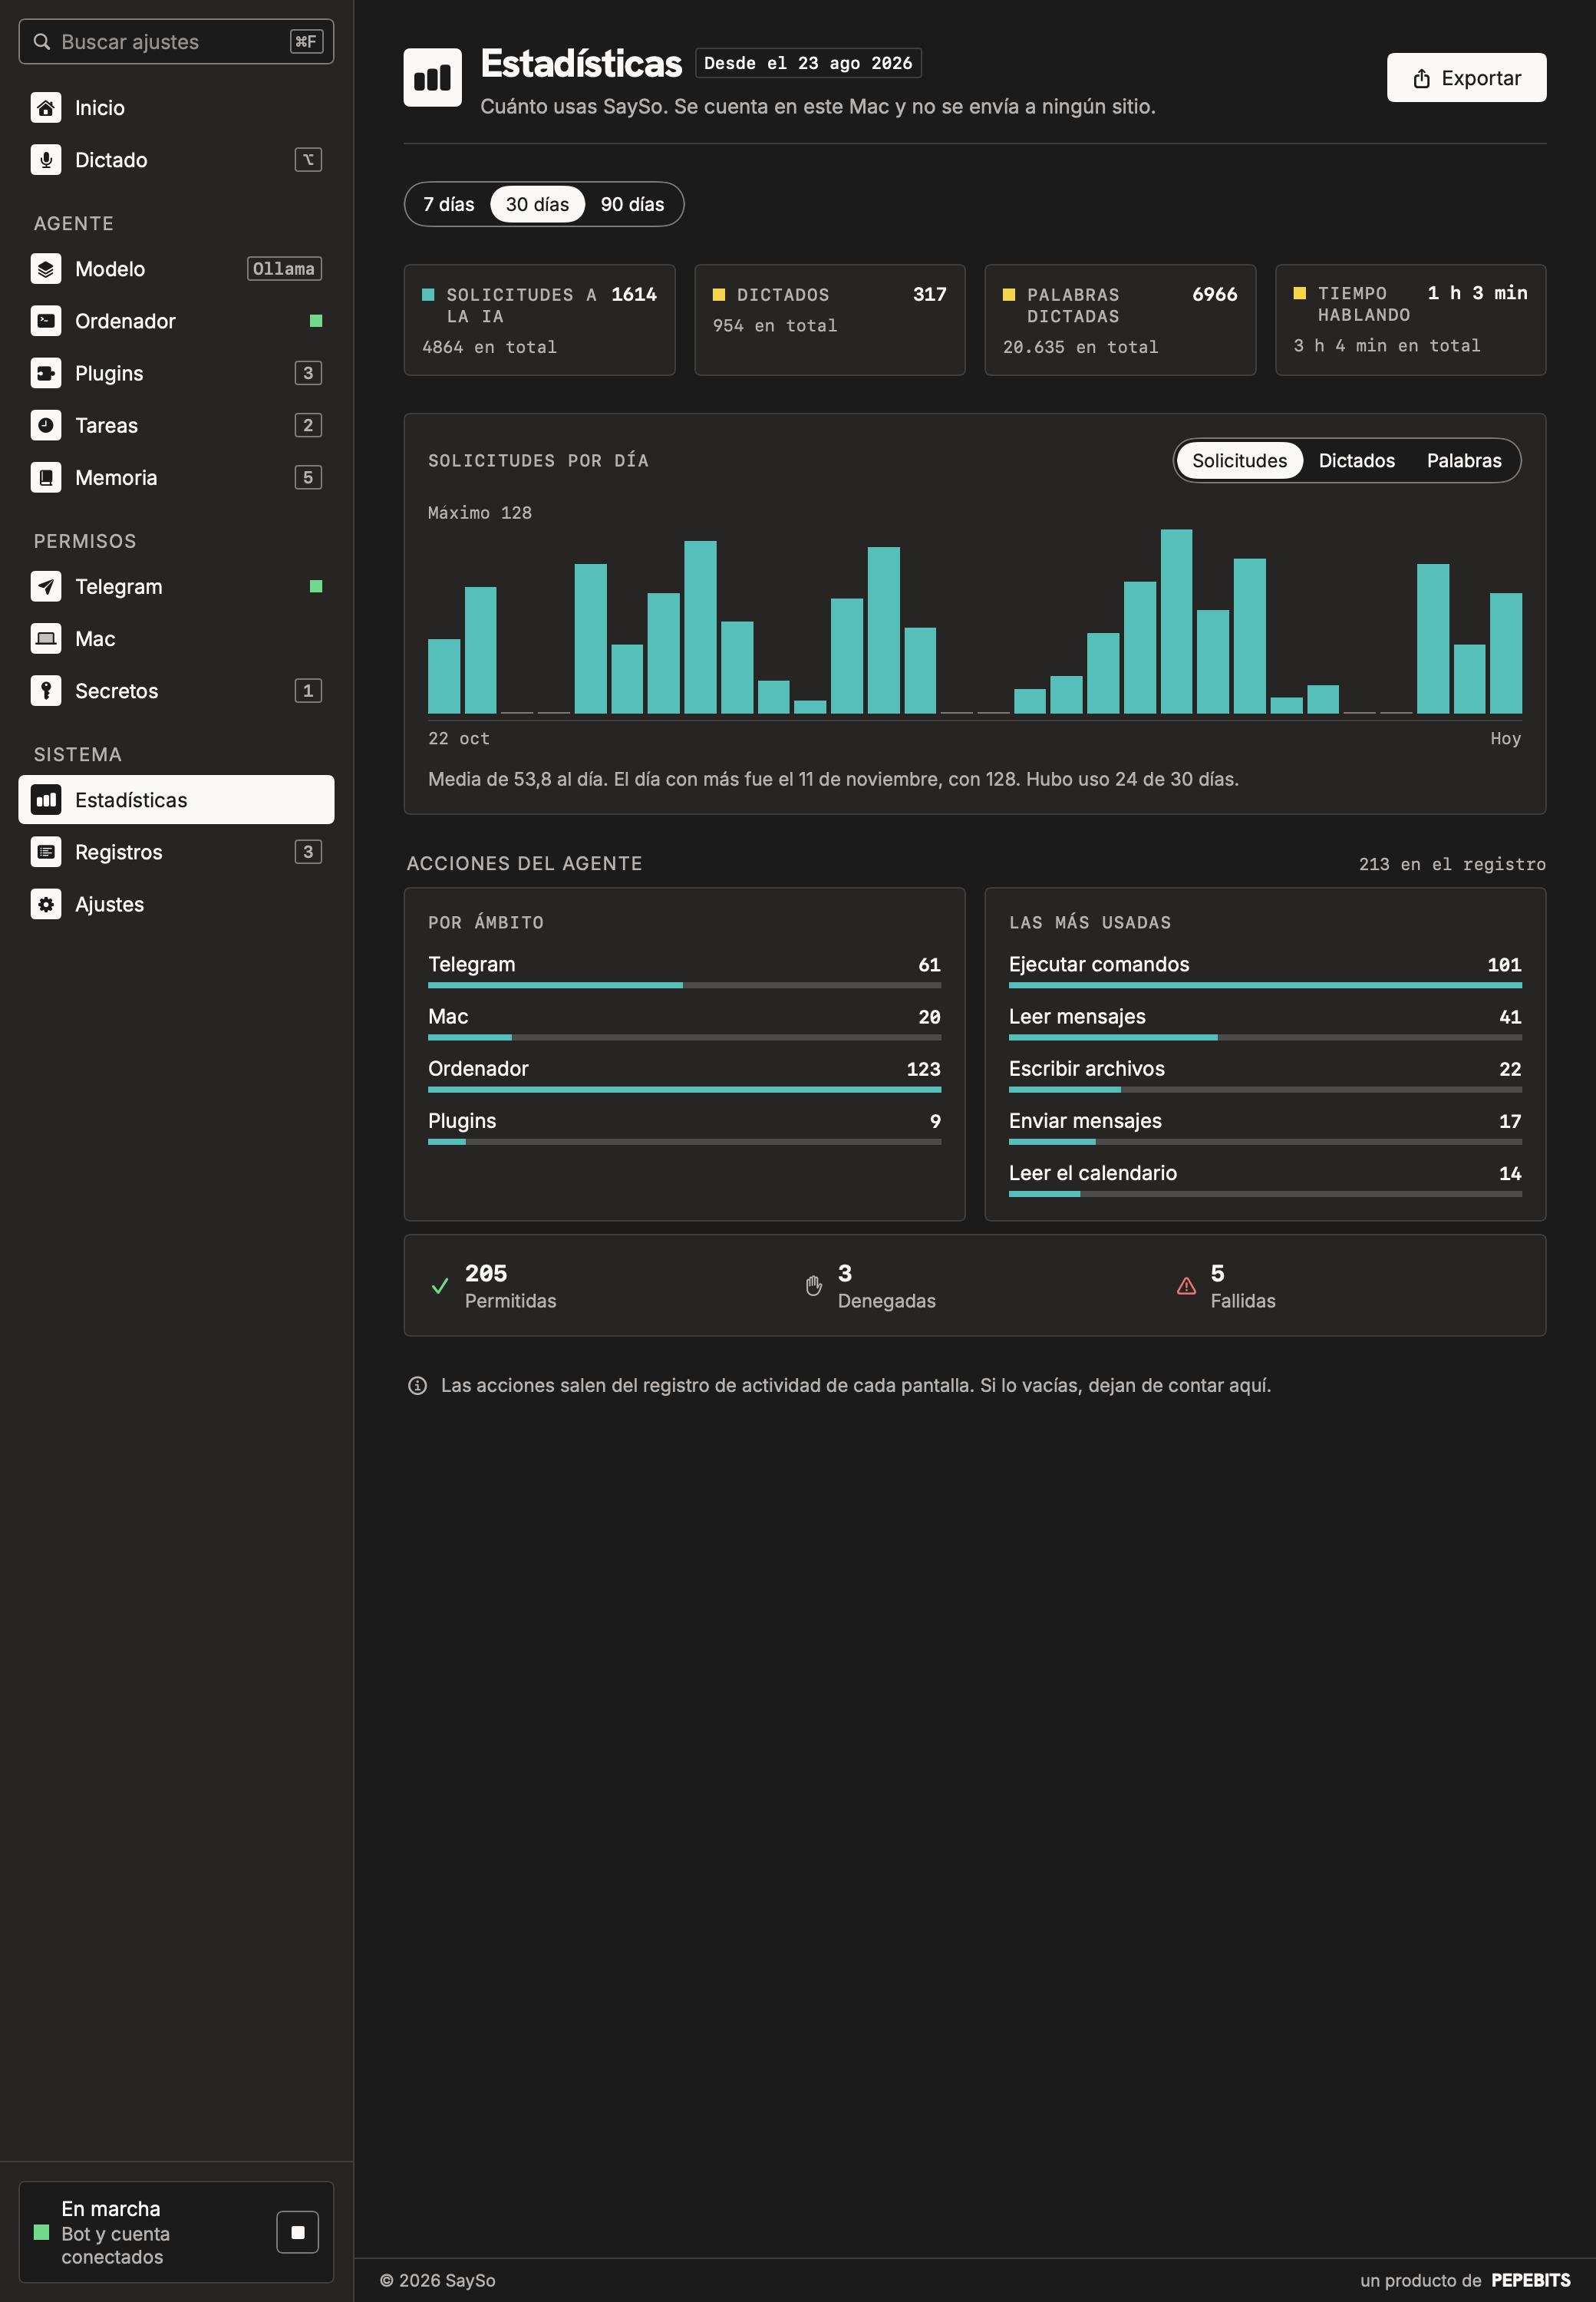 Buscar ajustes ⌘F
Inicio
Dictado ⌥
AGENTE
Modelo Ollama
Ordenador
Plugins 3
Tareas 2
Memoria 5
PERMISOS
Telegram
Mac
Secretos 1
SISTEMA
Estadísticas
Registros 3
Ajustes
En marcha
Bot y cuenta
conectados
Estadísticas Desde el 23 ago 2026
Cuánto usas SaySo. Se cuenta en este Mac y no se envía a ningún sitio.
Exportar
7 días 30 días 90 días
SOLICITUDES A 1614
LA IA
4864 en total
DICTADOS 317
954 en total
PALABRAS 6966
DICTADAS
20.635 en total
TIEMPO 1 h 3 min
HABLANDO
3 h 4 min en total
SOLICITUDES POR DÍA
Solicitudes Dictados Palabras
Máximo 128
22 oct Hoy
Media de 53,8 al día. El día con más fue el 11 de noviembre, con 128. Hubo uso 24 de 30 días.
ACCIONES DEL AGENTE 213 en el registro
POR ÁMBITO
Telegram 61
Mac 20
Ordenador 123
Plugins 9
LAS MÁS USADAS
Ejecutar comandos 101
Leer mensajes 41
Escribir archivos 22
Enviar mensajes 17
Leer el calendario 14
205
Permitidas
3
Denegadas
5
Fallidas
Las acciones salen del registro de actividad de cada pantalla. Si lo vacías, dejan de contar aquí.
© 2026 SaySo un producto de PEPEBITS